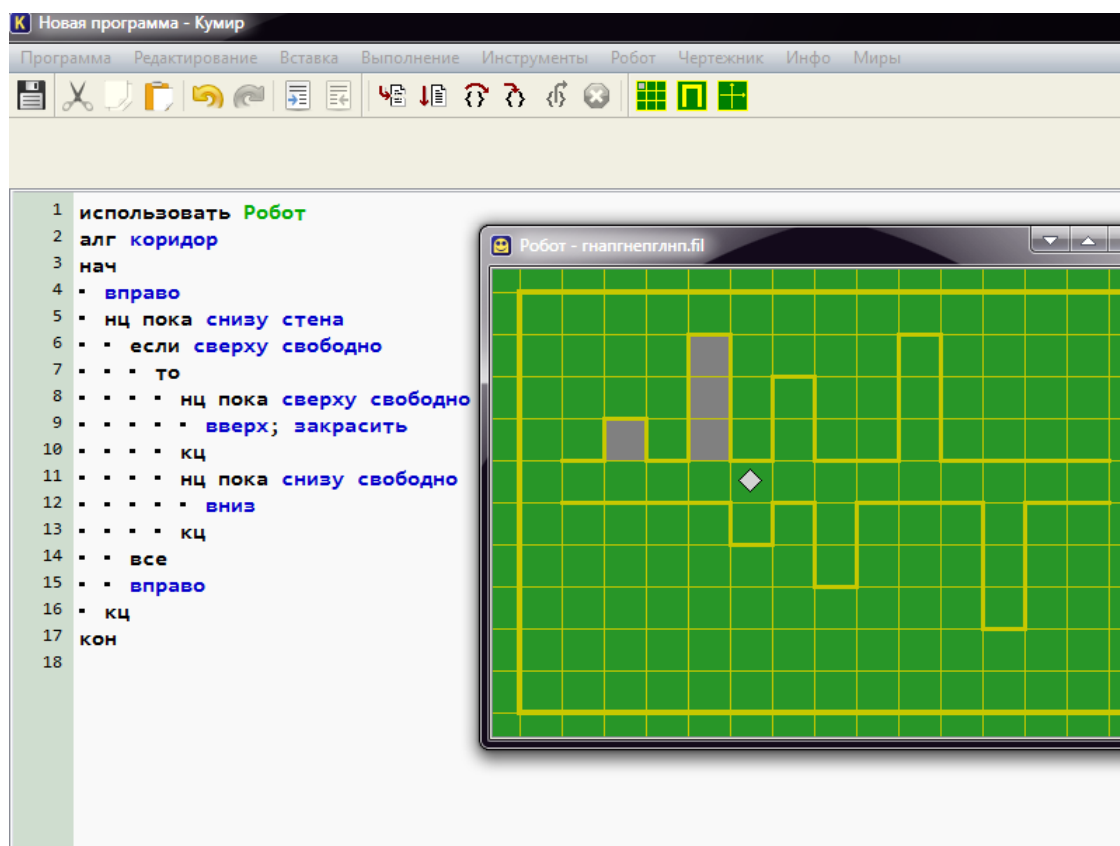 Новая программа - Кумир
Программа Редактирование Вставка Выполнение Инструменты Робот Чертежник Инфо Миры
1 использовать Робот
2 алг коридор
3 нач
4 вправо
5 нц пока снизу стена
6 если сверху свободно
7 то
8 нц пока сверху свободно
9 вверх; закрасить
10 кц
11 нц пока снизу свободно
12 вниз
13 кц
14 все
15 вправо
16 кц
17 кон
18
Робот - гнапгнепглнп.fil